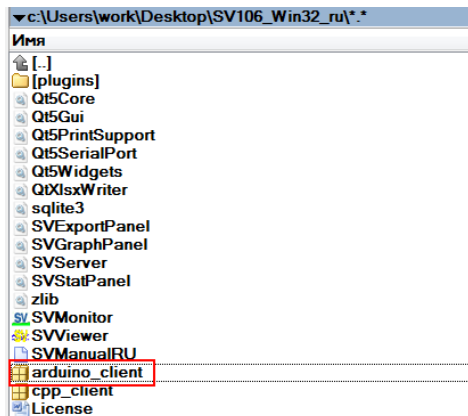 c:\Users\work\Desktop\SV106_Win32_ru\*.*
Имя
[..]
[plugins]
Qt5Core
Qt5Gui
Qt5PrintSupport
Qt5SerialPort
Qt5Widgets
QtXlsxWriter
sqlite3
SVExportPanel
SVGraphPanel
SVServer
SVStatPanel
zlib
SV SVMonitor
SVViewer
SVManualRU
arduino_client
cpp_client
License